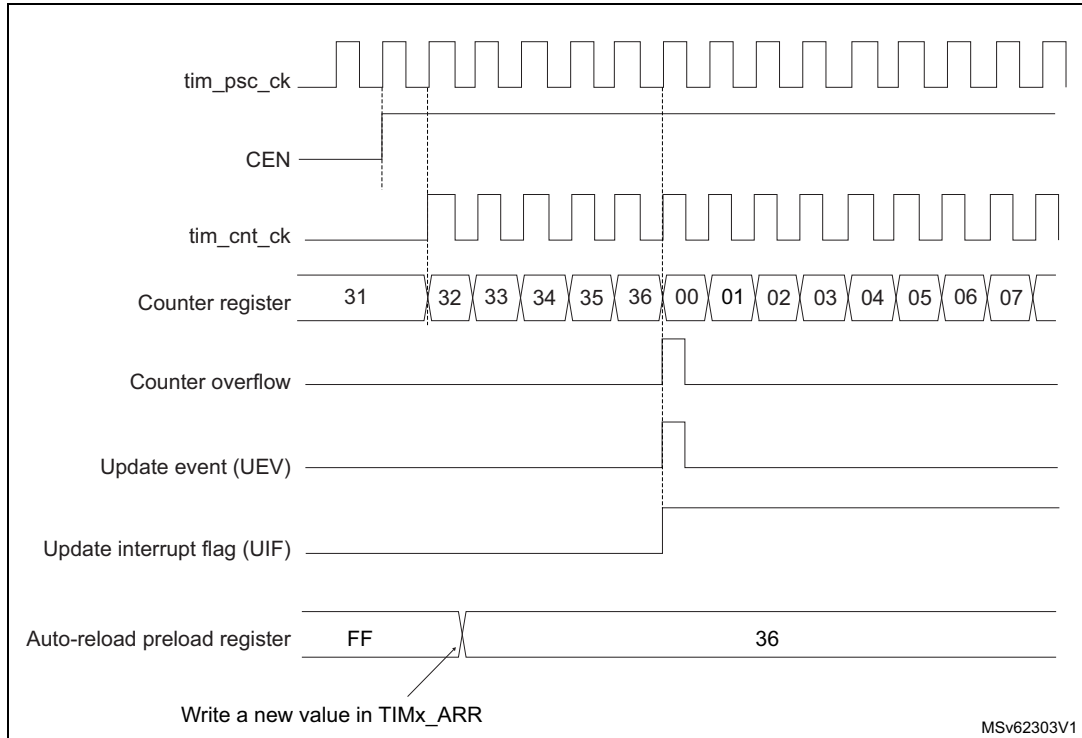 tim_psc_ck
CEN
tim_cnt_ck
Counter register 31 32 33 34 35 36 00 01 02 03 04 05 06 07
Counter overflow
Update event (UEV)
Update interrupt flag (UIF)
Auto-reload preload register FF 36
Write a new value in TIMx_ARR
MSv62303V1